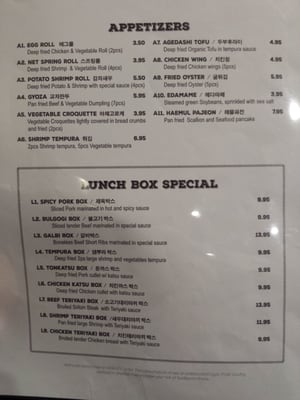 APPETIZERS
A1. EGG ROLL 에그롤 3.50
Deep fried Chicken & Vegetable Roll (2pcs)
A2. NET SPRING ROLL 스프링롤 3.95
Deep fried Shrimp & Vegetable Roll (4pcs)
A3. POTATO SHRIMP ROLL 감자새우 5.50
Deep fried Potato & Shrimp with special sauce (4pcs)
A4. GYOZA 교자만두 5.95
Pan fried Beef & Vegetable Dumpling (7pcs)
A5. VEGETABLE CROQUETTE 야채고로케 3.95
Vegetable Croquettes lightly covered in bread crumbs
and fried (2pcs)
A6. SHRIMP TEMPURA 튀김 6.95
2pcs Shrimp tempura, 5pcs Vegetable tempura
A7. AGEDASHI TOFU / 두부튀김 4.95
Deep fried Organic Tofu in tempura sauce
A8. CHICKEN WING / 치킨윙 4.95
Deep fried Chicken wings (5pcs)
A9. FRIED OYSTER / 굴튀김 5.95
Deep fried Oyster (5pcs)
A10. EDAMAME / 에다마메 3.95
Steamed green Soybeans, sprinkled with sea salt
A11. HAEMUL PAJEON / 해물파전 7.95
Pan fried Scallion and Seafood pancake
LUNCH BOX SPECIAL
L1. SPICY PORK BOX / 제육박스 9.95
Sliced Pork marinated in hot and spicy sauce
L2. BULGOGI BOX / 불고기 박스 9.95
Sliced tender Beef marinated in special sauce
L3. GALBI BOX / 갈비박스 13.95
Boneless Beef Short Ribs marinated in special sauce
L4. TEMPURA BOX / 덴뿌라 박스 9.95
Deep fried 2ps large shrimp and vegetables tempura
L5. TONKATSU BOX / 돈까스 박스 9.95
Deep fried Pork cutlet w/ katsu sauce
L6. CHICKEN KATSU BOX / 치킨까스 박스 9.95
Deep fried Chicken cutlet with katsu sauce
L7. BEEF TERIYAKI BOX / 소고기데리야끼 박스 13.95
Broiled Sirloin Steak with Teriyaki sauce
L8. SHRIMP TERIYAKI BOX / 새우데리야끼 박스 11.95
Pan fried large Shrimp with Teriyaki sauce
L9. CHICKEN TERIYAKI BOX / 치킨데리야끼 박스 9.95
Broiled tender Chicken breast with Teriyaki sauce